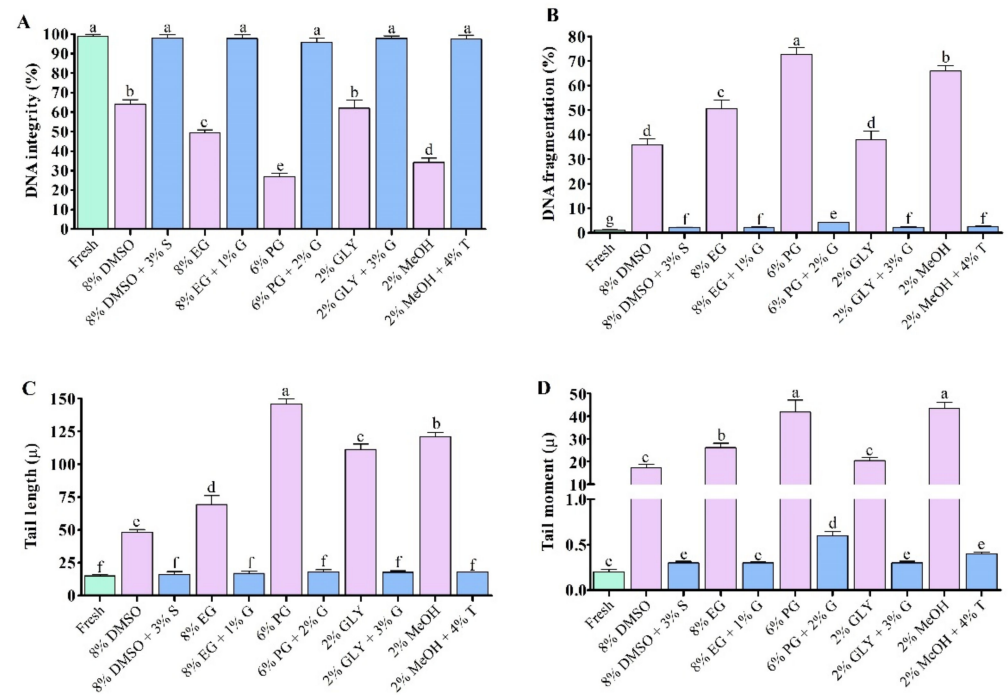 A
DNA integrity (%)
100
90
80
70
60
50
40
30
20
10
0
a
b
a
c
a
e
a
b
a
d
a
Fresh
8% DMSO
8% DMSO + 3% S
8% EG
8% EG + 1% G
6% PG
6% PG + 2% G
2% GLY
2% GLY + 3% G
2% MeOH
2% MeOH + 4% T
B
DNA fragmentation (%)
80
70
60
50
40
30
20
10
0
g
d
f
c
f
a
e
d
f
b
f
Fresh
8% DMSO
8% DMSO + 3% S
8% EG
8% EG + 1% G
6% PG
6% PG + 2% G
2% GLY
2% GLY + 3% G
2% MeOH
2% MeOH + 4% T
C
Tail length (μ)
150
125
100
75
50
25
0
f
e
f
d
f
a
f
c
f
b
f
Fresh
8% DMSO
8% DMSO + 3% S
8% EG
8% EG + 1% G
6% PG
6% PG + 2% G
2% GLY
2% GLY + 3% G
2% MeOH
2% MeOH + 4% T
D
Tail moment (μ)
50
40
30
20
10
1.0
0.5
0.0
c
e
b
e
a
d
c
e
a
e
Fresh
8% DMSO
8% DMSO + 3% S
8% EG
8% EG + 1% G
6% PG
6% PG + 2% G
2% GLY
2% GLY + 3% G
2% MeOH
2% MeOH + 4% T